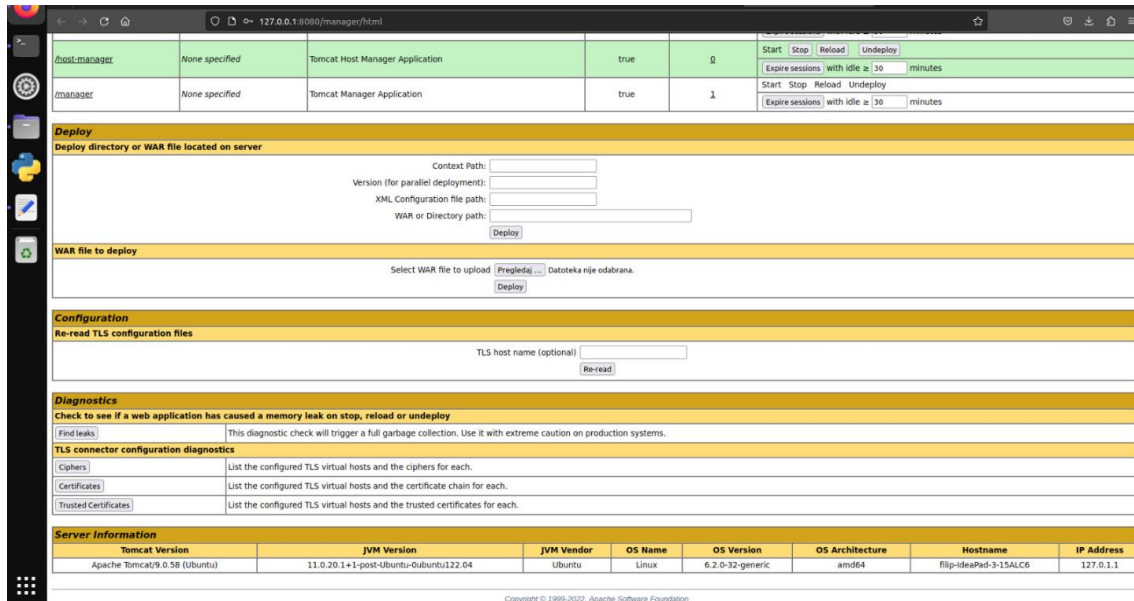 127.0.0.1:8080/manager/html
Expire sessions with idle ≥ 30 minutes
/host-manager None specified Tomcat Host Manager Application true 0 Start Stop Reload Undeploy
Expire sessions with idle ≥ 30 minutes
/manager None specified Tomcat Manager Application true 1 Start Stop Reload Undeploy
Expire sessions with idle ≥ 30 minutes
Deploy
Deploy directory or WAR file located on server
Context Path:
Version (for parallel deployment):
XML Configuration file path:
WAR or Directory path:
Deploy
WAR file to deploy
Select WAR file to upload Pregledaj ... Datoteka nije odabrana.
Deploy
Configuration
Re-read TLS configuration files
TLS host name (optional)
Re-read
Diagnostics
Check to see if a web application has caused a memory leak on stop, reload or undeploy
Find leaks This diagnostic check will trigger a full garbage collection. Use it with extreme caution on production systems.
TLS connector configuration diagnostics
Ciphers List the configured TLS virtual hosts and the ciphers for each.
Certificates List the configured TLS virtual hosts and the certificate chain for each.
Trusted Certificates List the configured TLS virtual hosts and the trusted certificates for each.
Server Information
Tomcat Version JVM Version JVM Vendor OS Name OS Version OS Architecture Hostname IP Address
Apache Tomcat/9.0.58 (Ubuntu) 11.0.20.1+1-post-Ubuntu-0ubuntu122.04 Ubuntu Linux 6.2.0-32-generic amd64 filip-IdeaPad-3-15ALC6 127.0.1.1
Copyright © 1999-2022, Apache Software Foundation